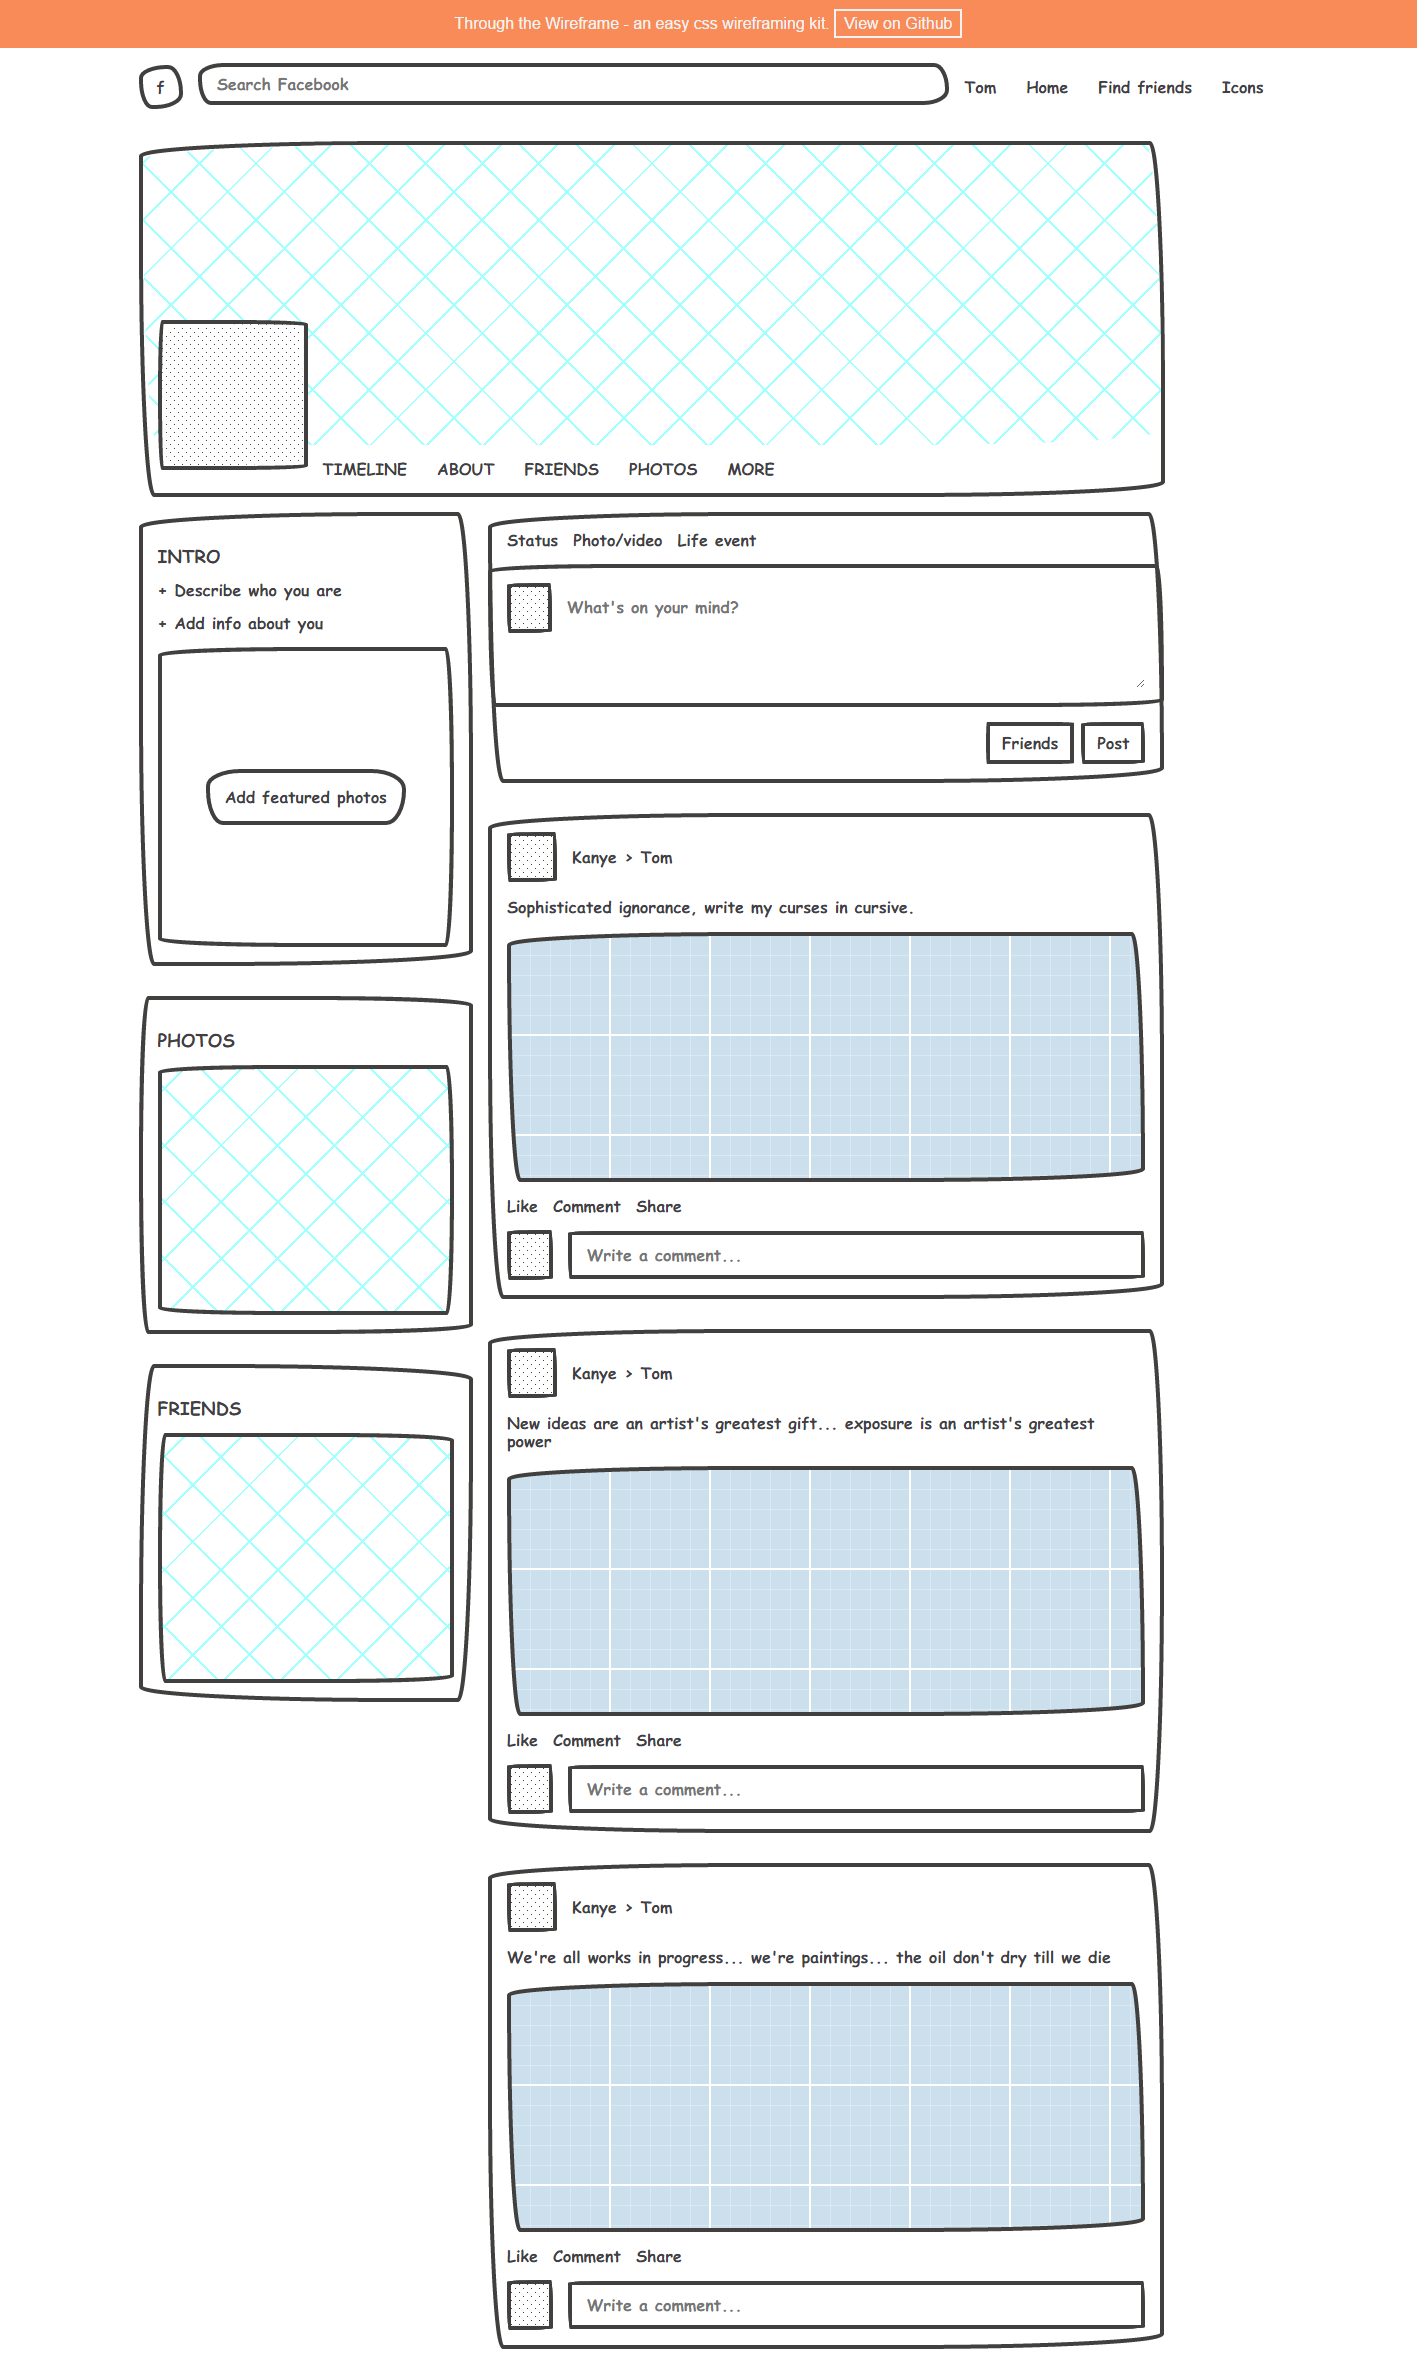 Through the Wireframe - an easy css wireframing kit. View on Github
f
Search Facebook
Tom Home Find friends Icons
TIMELINE ABOUT FRIENDS PHOTOS MORE
INTRO
+ Describe who you are
+ Add info about you
Add featured photos
PHOTOS
FRIENDS
Status Photo/video Life event
What's on your mind?
Friends Post
Kanye > Tom
Sophisticated ignorance, write my curses in cursive.
Like Comment Share
Write a comment...
Kanye > Tom
New ideas are an artist's greatest gift... exposure is an artist's greatest
power
Like Comment Share
Write a comment...
Kanye > Tom
We're all works in progress... we're paintings... the oil don't dry till we die
Like Comment Share
Write a comment...